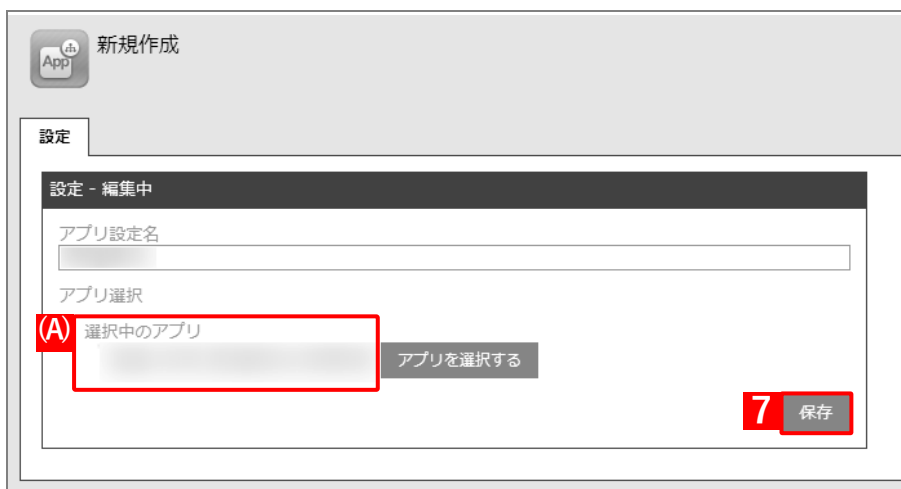 App
新規作成
設定
設定 - 編集中
アプリ設定名
アプリ選択
(A)
選択中のアプリ
アプリを選択する
7
保存